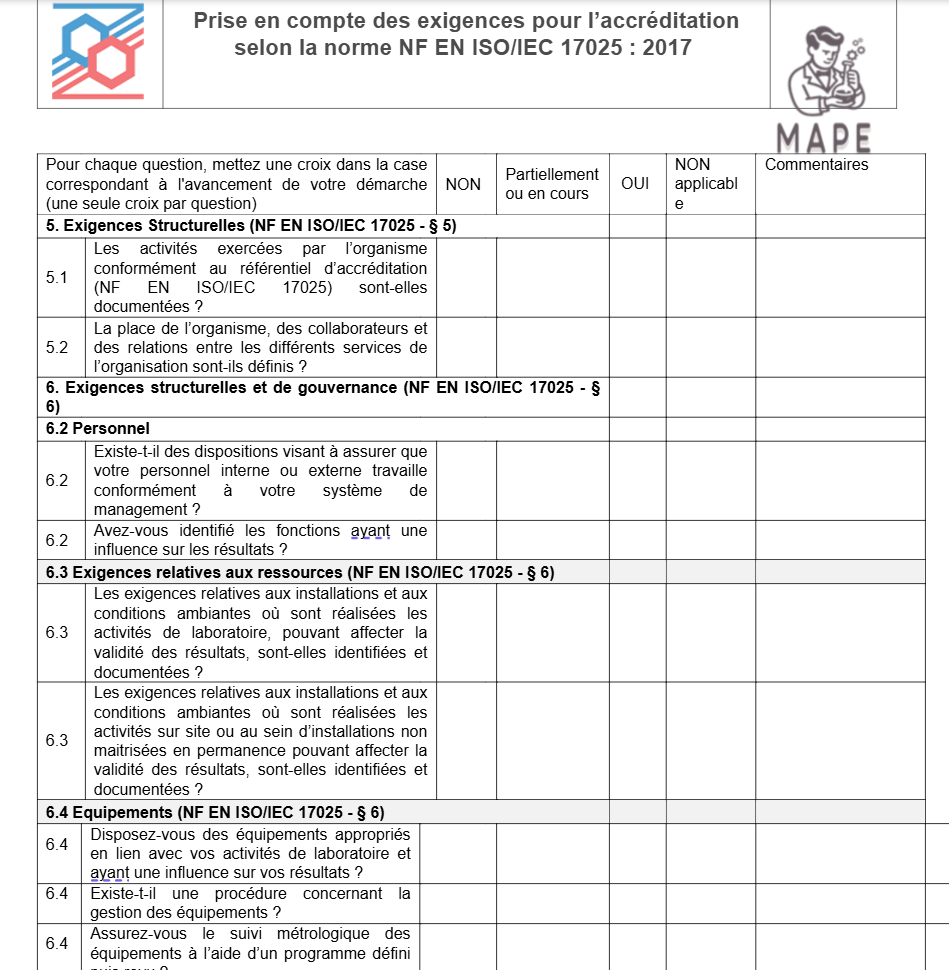 Prise en compte des exigences pour l’accréditation
selon la norme NF EN ISO/IEC 17025 : 2017
MAPE
Pour chaque question, mettez une croix dans la case
correspondant à l'avancement de votre démarche
(une seule croix par question)
NON
Partiellement
ou en cours
OUI
NON
applicabl
e
Commentaires
5. Exigences Structurelles (NF EN ISO/IEC 17025 - § 5)
5.1
Les activités exercées par l’organisme
conformément au référentiel d’accréditation
(NF EN ISO/IEC 17025) sont-elles
documentées ?
5.2
La place de l’organisme, des collaborateurs et
des relations entre les différents services de
l’organisation sont-ils définis ?
6. Exigences structurelles et de gouvernance (NF EN ISO/IEC 17025 - §
6)
6.2 Personnel
6.2
Existe-t-il des dispositions visant à assurer que
votre personnel interne ou externe travaille
conformément à votre système de
management ?
6.2
Avez-vous identifié les fonctions ayant une
influence sur les résultats ?
6.3 Exigences relatives aux ressources (NF EN ISO/IEC 17025 - § 6)
6.3
Les exigences relatives aux installations et aux
conditions ambiantes où sont réalisées les
activités de laboratoire, pouvant affecter la
validité des résultats, sont-elles identifiées et
documentées ?
6.3
Les exigences relatives aux installations et aux
conditions ambiantes où sont réalisées les
activités sur site ou au sein d’installations non
maitrisées en permanence pouvant affecter la
validité des résultats, sont-elles identifiées et
documentées ?
6.4 Equipements (NF EN ISO/IEC 17025 - § 6)
6.4
Disposez-vous des équipements appropriés
en lien avec vos activités de laboratoire et
ayant une influence sur vos résultats ?
6.4
Existe-t-il une procédure concernant la
gestion des équipements ?
6.4
Assurez-vous le suivi métrologique des
équipements à l’aide d’un programme défini